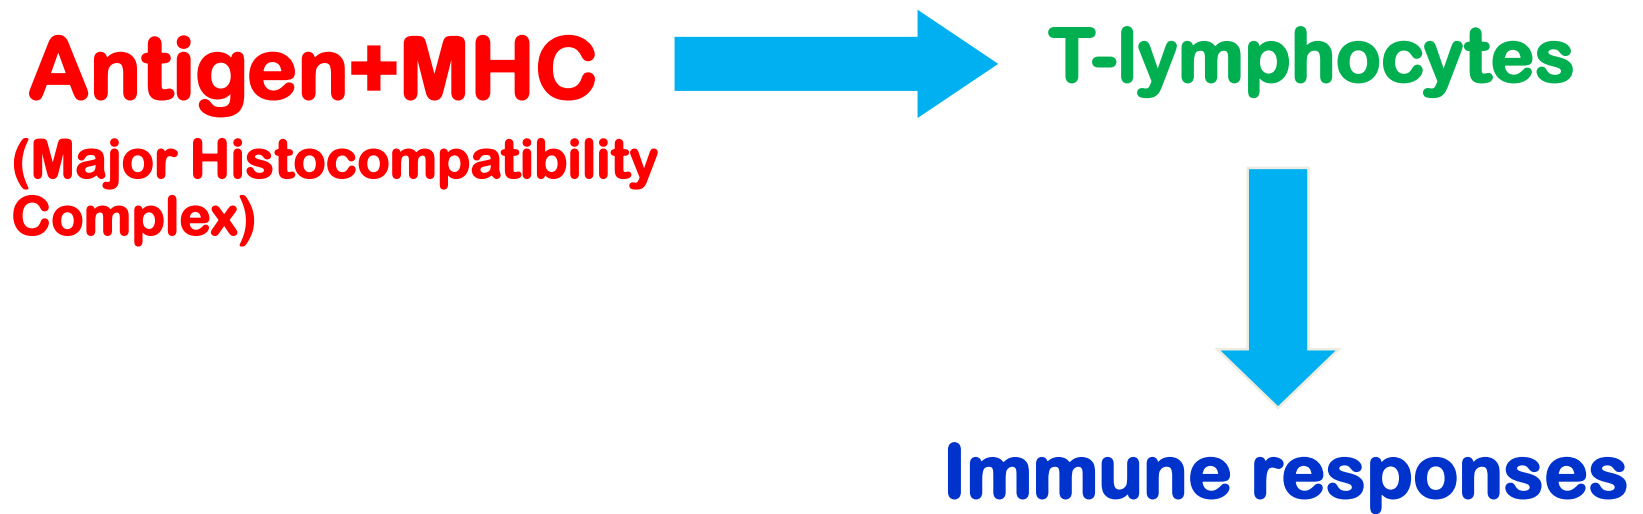 Antigen+MHC
(Major Histocompatibility
Complex)
T-lymphocytes
Immune responses